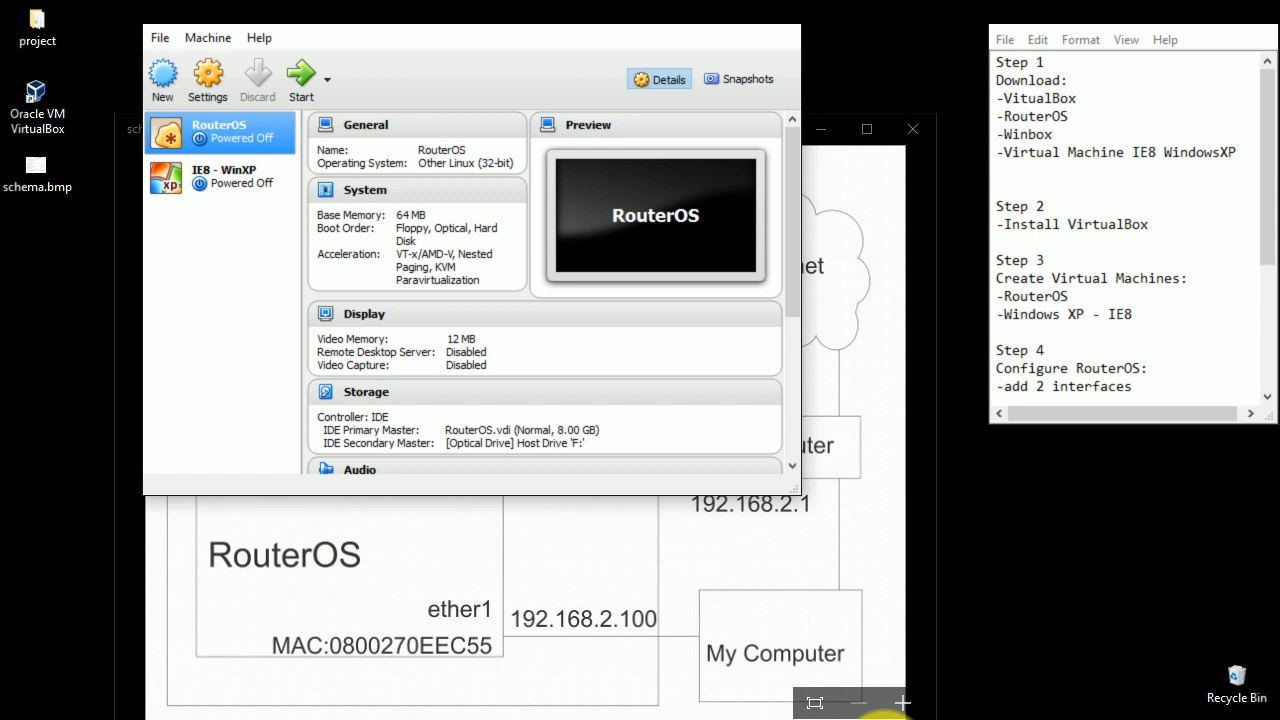 project
Oracle VM
VirtualBox
schema.bmp
File Machine Help
New Settings Discard Start
Details Snapshots
RouterOS
Powered Off
IE8 - WinXP
Powered Off
General
Name: RouterOS
Operating System: Other Linux (32-bit)
System
Base Memory: 64 MB
Boot Order: Floppy, Optical, Hard
Disk
Acceleration: VT-x/AMD-V, Nested
Paging, KVM
Paravirtualization
Preview
RouterOS
Display
Video Memory: 12 MB
Remote Desktop Server: Disabled
Video Capture: Disabled
Storage
Controller: IDE
IDE Primary Master: RouterOS.vdi (Normal, 8.00 GB)
IDE Secondary Master: [Optical Drive] Host Drive 'F:'
Audio
192.168.2.1
RouterOS
ether1
192.168.2.100
MAC:0800270EEC55
My Computer
File Edit Format View Help
Step 1
Download:
-VitualBox
-RouterOS
-Winbox
-Virtual Machine IE8 WindowsXP
Step 2
-Install VirtualBox
Step 3
Create Virtual Machines:
-RouterOS
-Windows XP - IE8
Step 4
Configure RouterOS:
-add 2 interfaces
Recycle Bin